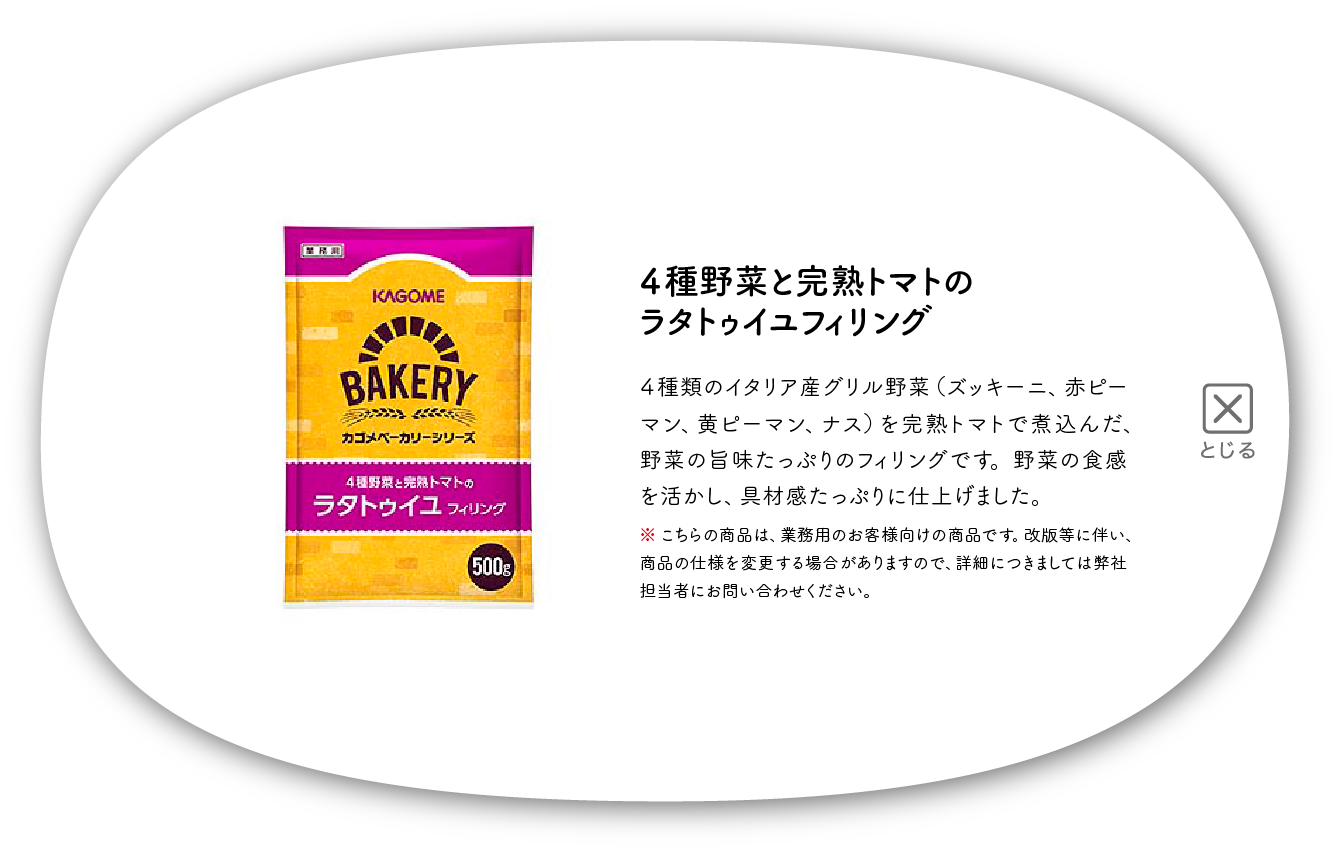 業務用
KAGOME
BAKERY
カゴメベーカリーシリーズ
4種野菜と完熟トマトの
ラタトゥイユ フィリング
500g
4種野菜と完熟トマトの
ラタトゥイユフィリング
4種類のイタリア産グリル野菜（ズッキーニ、赤ピー
マン、黄ピーマン、ナス）を完熟トマトで煮込んだ、
野菜の旨味たっぷりのフィリングです。野菜の食感
を活かし、具材感たっぷりに仕上げました。
※ こちらの商品は、業務用のお客様向けの商品です。改版等に伴い、
商品の仕様を変更する場合がありますので、詳細につきましては弊社
担当者にお問い合わせください。
とじる